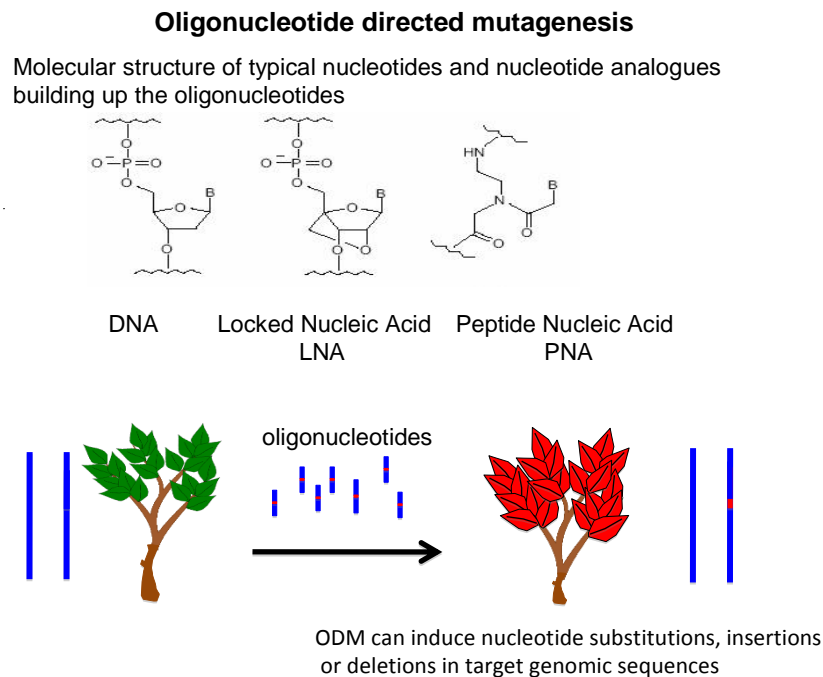 Oligonucleotide directed mutagenesis
Molecular structure of typical nucleotides and nucleotide analogues
building up the oligonucleotides
O
O⁻ P O
O
O B
O
O
O⁻ P O
O
O B
O O
HN
N
B
O
O
DNA Locked Nucleic Acid Peptide Nucleic Acid
LNA PNA
oligonucleotides
ODM can induce nucleotide substitutions, insertions
or deletions in target genomic sequences